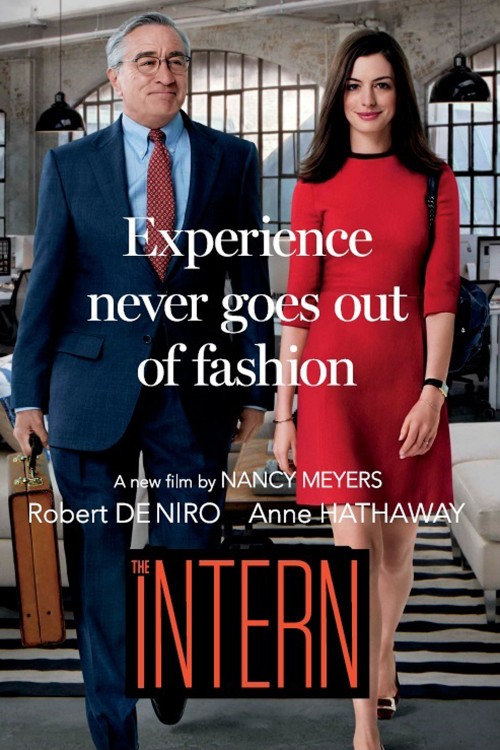 Experience
never goes out
of fashion
A new film by NANCY MEYERS
Robert DE NIRO Anne HATHAWAY
THE
INTERN